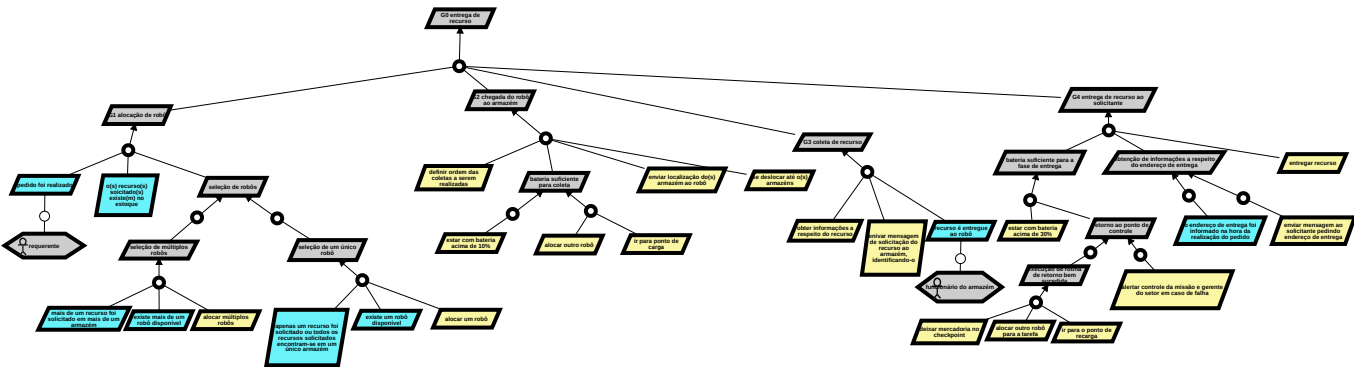 G0 entrega de
recurso
G1 alocação de robô
G2 chegada do robô
ao armazém
G3 coleta de recurso
G4 entrega de recurso ao
solicitante
pedido foi realizado
o(s) recurso(s)
soicitado(s)
existe(m) no
estoque
seleção de robôs
requerente
seleção de múltiplos
robôs
seleção de um único
robô
mais de um recurso foi
solicitado em mais de um
armazém
existe mais de um
robô disponível
alocar múltiplos
robôs
apenas um recurso foi
solicitado ou todos os
recursos solicitados
encontram-se em um
único armazém
existe um robô
disponível
alocar um robô
definir ordem das
coletas a serem
realizadas
bateria suficiente
para coleta
enviar localização do(s)
armazém ao robô
se deslocar até o(s)
armazéns
estar com bateria
acima de 10%
alocar outro robô
ir para ponto de
carga
obter informações a
respeito do recurso
enivar mensagem
de solicitação do
recurso ao
armazém,
identificando-o
recurso é entregue
ao robô
funcionário do armazém
bateria suficiente para a
fase de entrega
obtenção de informações a respeito
do endereço de entrega
entregar recurso
estar com bateria
acima de 30%
retorno ao ponto de
controle
o endereço de entrega foi
informado na hora da
realização do pedido
enviar mensagem ao
solicitante pedindo
endereço de entrega
execução de rotina
de retorno bem
sucedida
alertar controle da missão e gerente
do setor em caso de falha
deixar mercadoria no
checkpoint
alocar outro robô
para a tarefa
ir para o ponto de
recarga